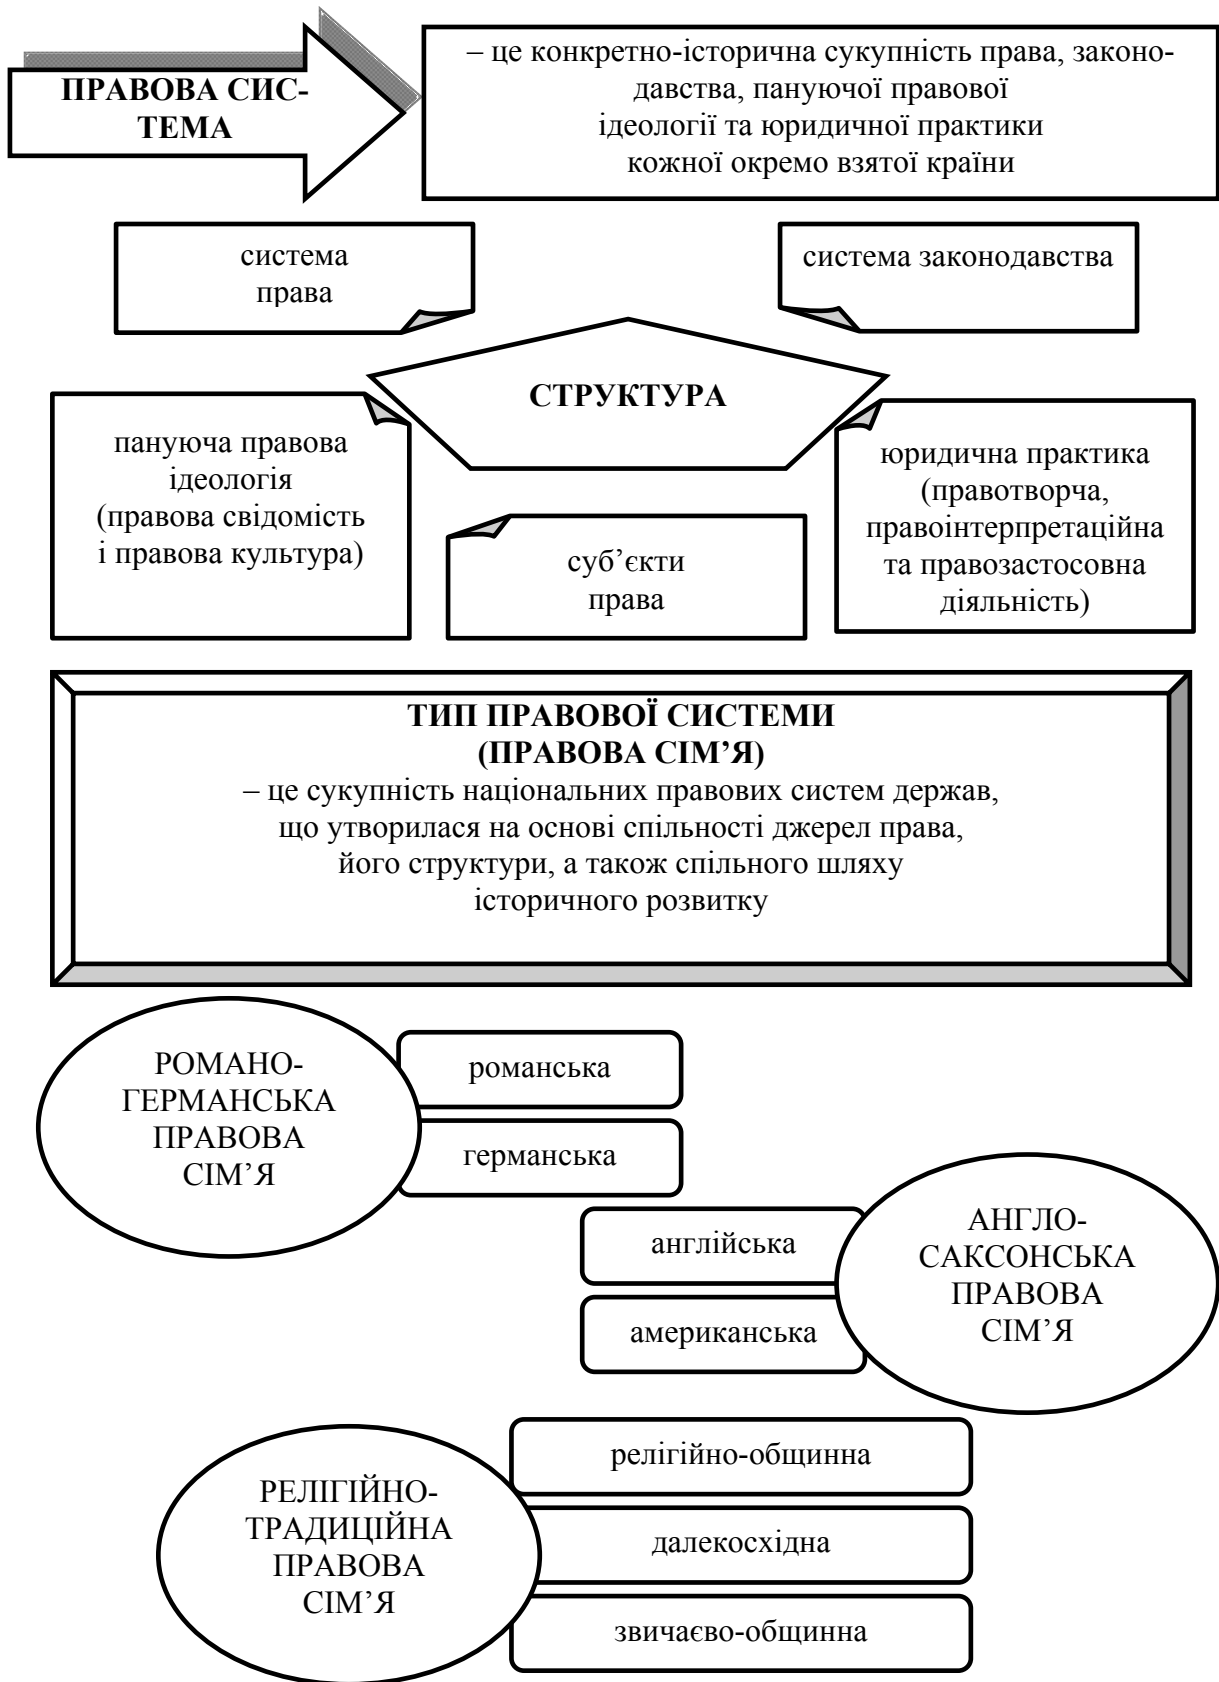 ПРАВОВА СИС-
ТЕМА
– це конкретно-історична сукупність права, законо-
давства, пануючої правової
ідеології та юридичної практики
кожної окремо взятої країни
система
права
система законодавства
СТРУКТУРА
пануюча правова
ідеологія
(правова свідомість
і правова культура)
суб’єкти
права
юридична практика
(правотворча,
правоінтерпретаційна
та правозастосовна
діяльність)
ТИП ПРАВОВОЇ СИСТЕМИ
(ПРАВОВА СІМ’Я)
– це сукупність національних правових систем держав,
що утворилася на основі спільності джерел права,
його структури, а також спільного шляху
історичного розвитку
РОМАНО-
ГЕРМАНСЬКА
ПРАВОВА
СІМ’Я
романська
германська
англійська
американська
АНГЛО-
САКСОНСЬКА
ПРАВОВА
СІМ’Я
РЕЛІГІЙНО-
ТРАДИЦІЙНА
ПРАВОВА
СІМ’Я
релігійно-общинна
далекосхідна
звичаєво-общинна